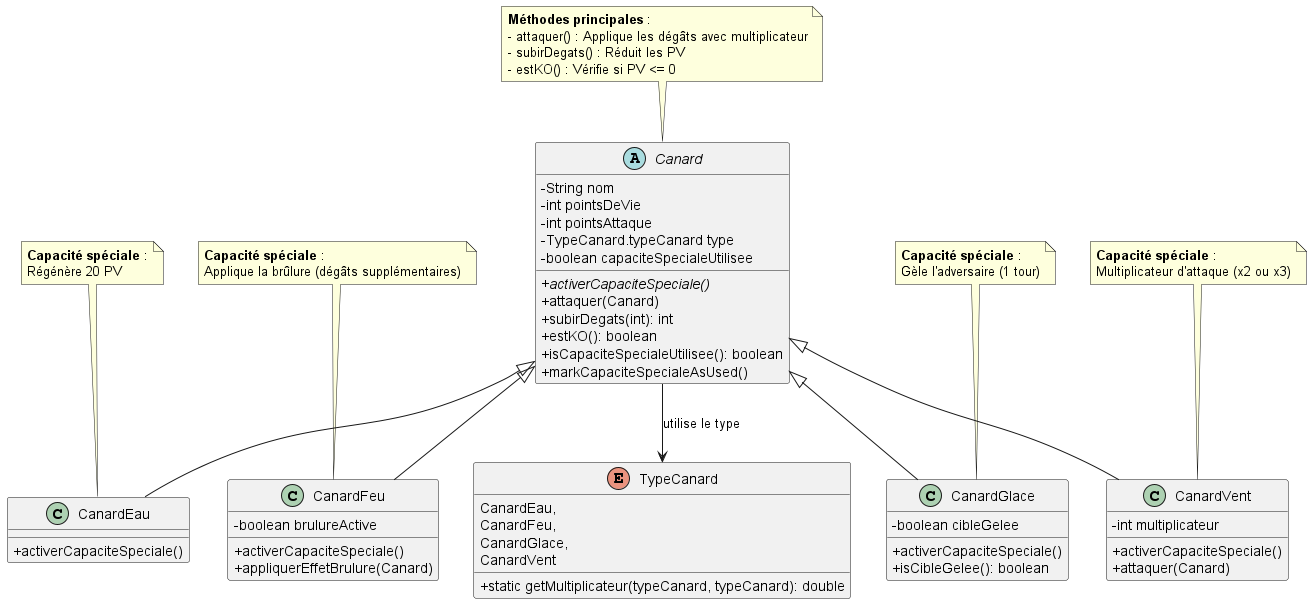 Méthodes principales :
- attaquer() : Applique les dégâts avec multiplicateur
- subirDegats() : Réduit les PV
- estKO() : Vérifie si PV <= 0
A Canard
-String nom
-int pointsDeVie
-int pointsAttaque
-TypeCanard.typeCanard type
-boolean capaciteSpecialeUtilisee
+activerCapaciteSpeciale()
+attaquer(Canard)
+subirDegats(int): int
+estKO(): boolean
+isCapaciteSpecialeUtilisee(): boolean
+markCapaciteSpecialeAsUsed()
Capacité spéciale :
Régénère 20 PV
Capacité spéciale :
Applique la brûlure (dégâts supplémentaires)
Capacité spéciale :
Gèle l'adversaire (1 tour)
Capacité spéciale :
Multiplicateur d'attaque (x2 ou x3)
utilise le type
C CanardEau
+activerCapaciteSpeciale()
C CanardFeu
-boolean brulureActive
+activerCapaciteSpeciale()
+appliquerEffetBrulure(Canard)
E TypeCanard
CanardEau,
CanardFeu,
CanardGlace,
CanardVent
+static getMultiplicateur(typeCanard, typeCanard): double
C CanardGlace
-boolean cibleGelee
+activerCapaciteSpeciale()
+isCibleGelee(): boolean
C CanardVent
-int multiplicateur
+activerCapaciteSpeciale()
+attaquer(Canard)